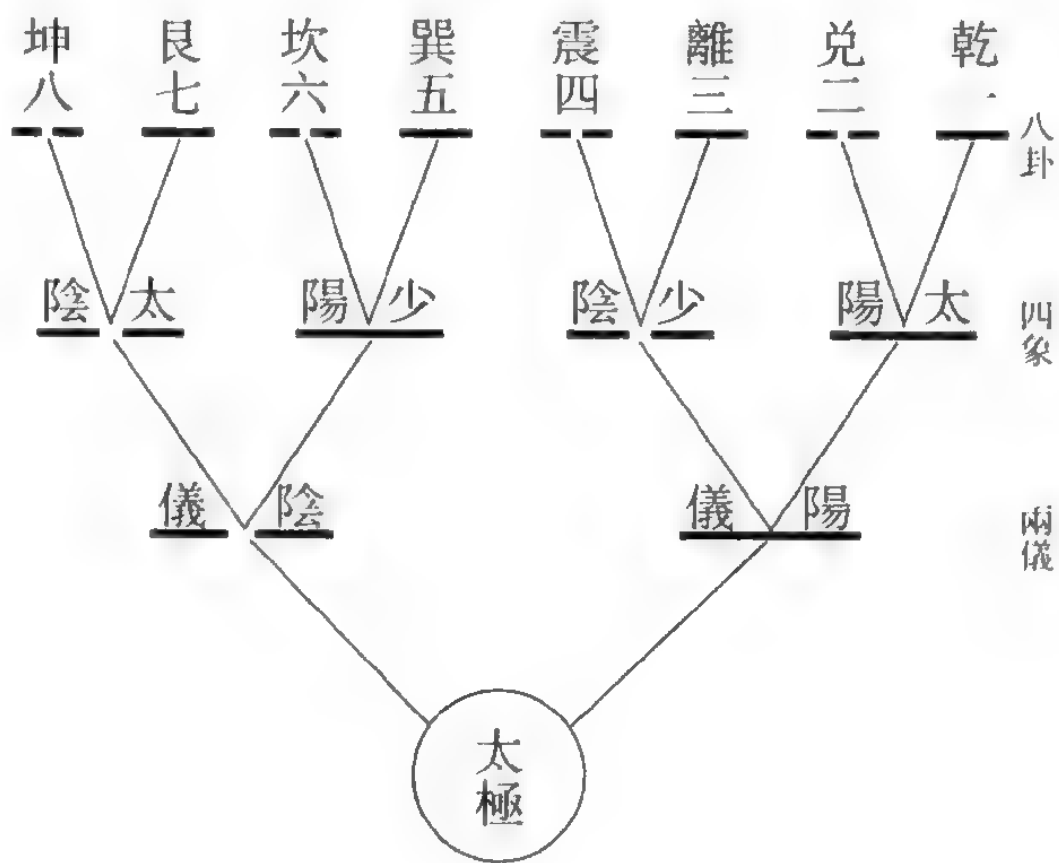 八卦
乾一
兑二
離三
震四
巽五
坎六
艮七
坤八
四象
太陽
少陰
少陽
太陰
兩儀
陽儀
陰儀
太極